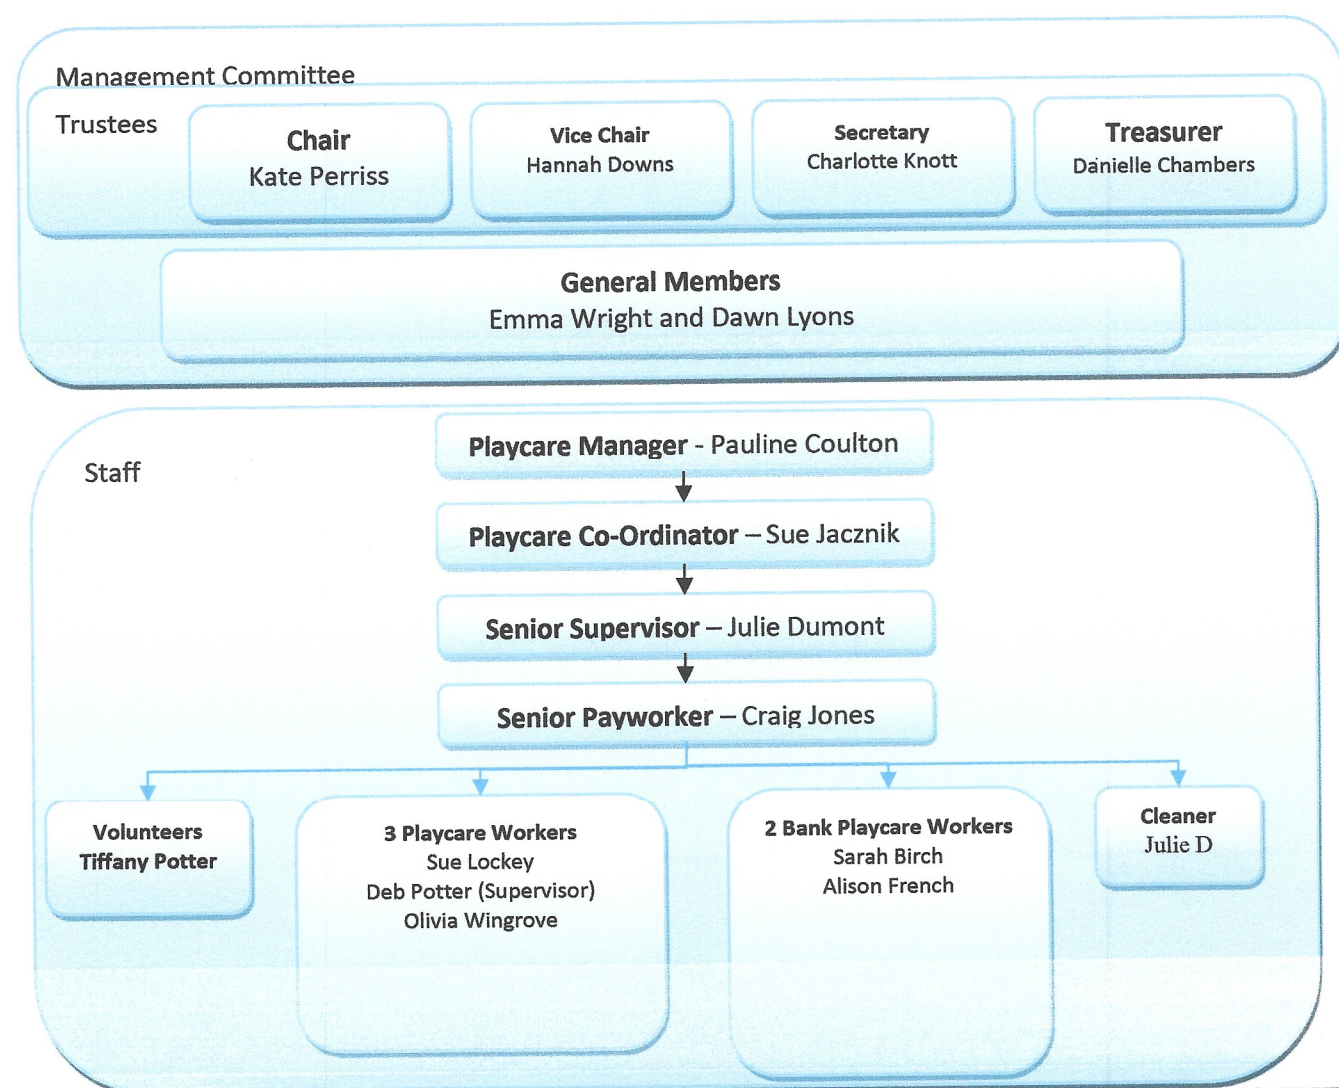 Management Committee
Trustees
Chair
Kate Perriss
Vice Chair
Hannah Downs
Secretary
Charlotte Knott
Treasurer
Danielle Chambers
General Members
Emma Wright and Dawn Lyons
Staff
Playcare Manager - Pauline Coulton
Playcare Co-Ordinator – Sue Jacznik
Senior Supervisor – Julie Dumont
Senior Payworker – Craig Jones
Volunteers
Tiffany Potter
3 Playcare Workers
Sue Lockey
Deb Potter (Supervisor)
Olivia Wingrove
2 Bank Playcare Workers
Sarah Birch
Alison French
Cleaner
Julie D